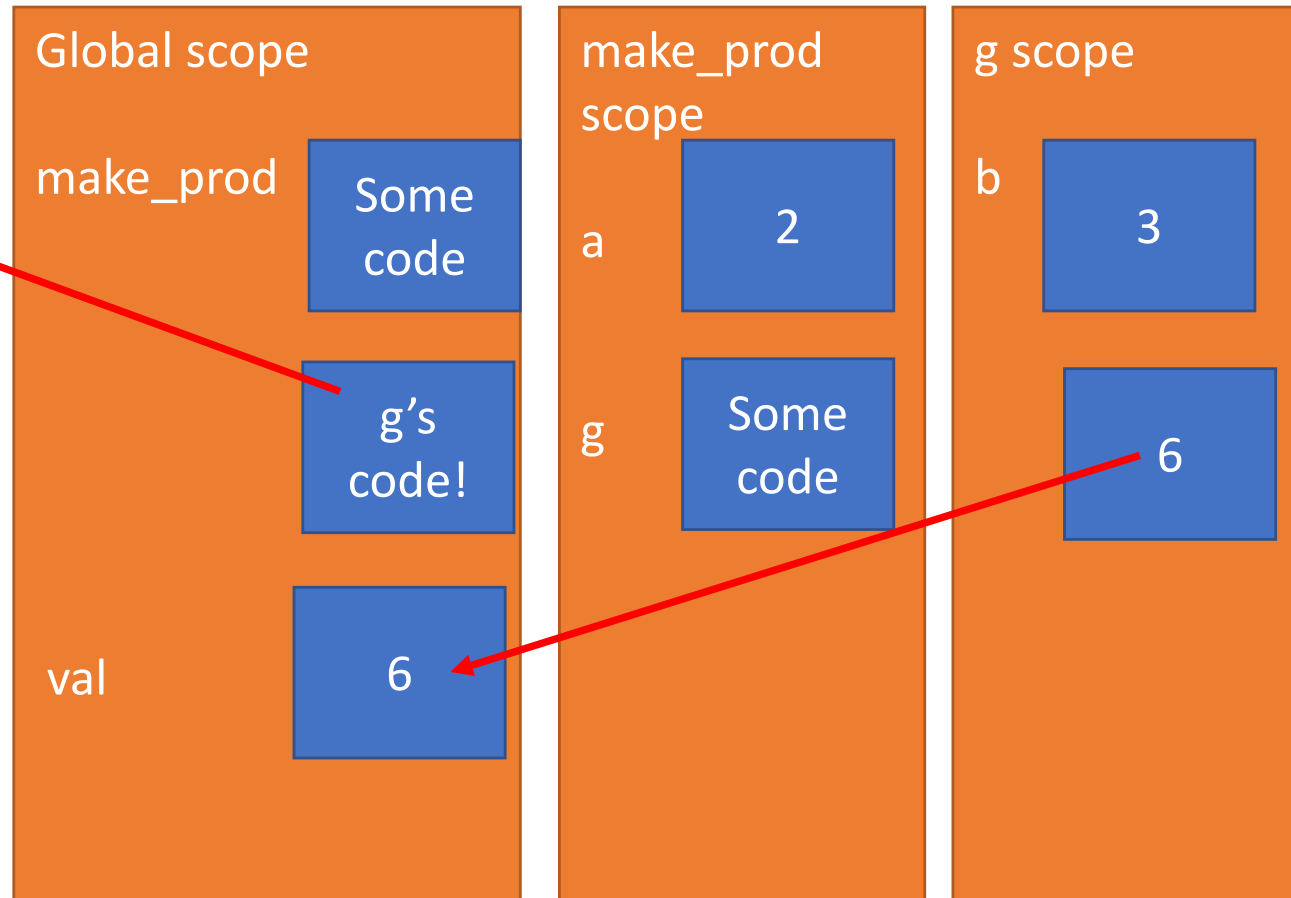 Global scope
make_prod
Some
code
g’s
code!
val
6
make_prod
scope
a
2
g
Some
code
g scope
b
3
6